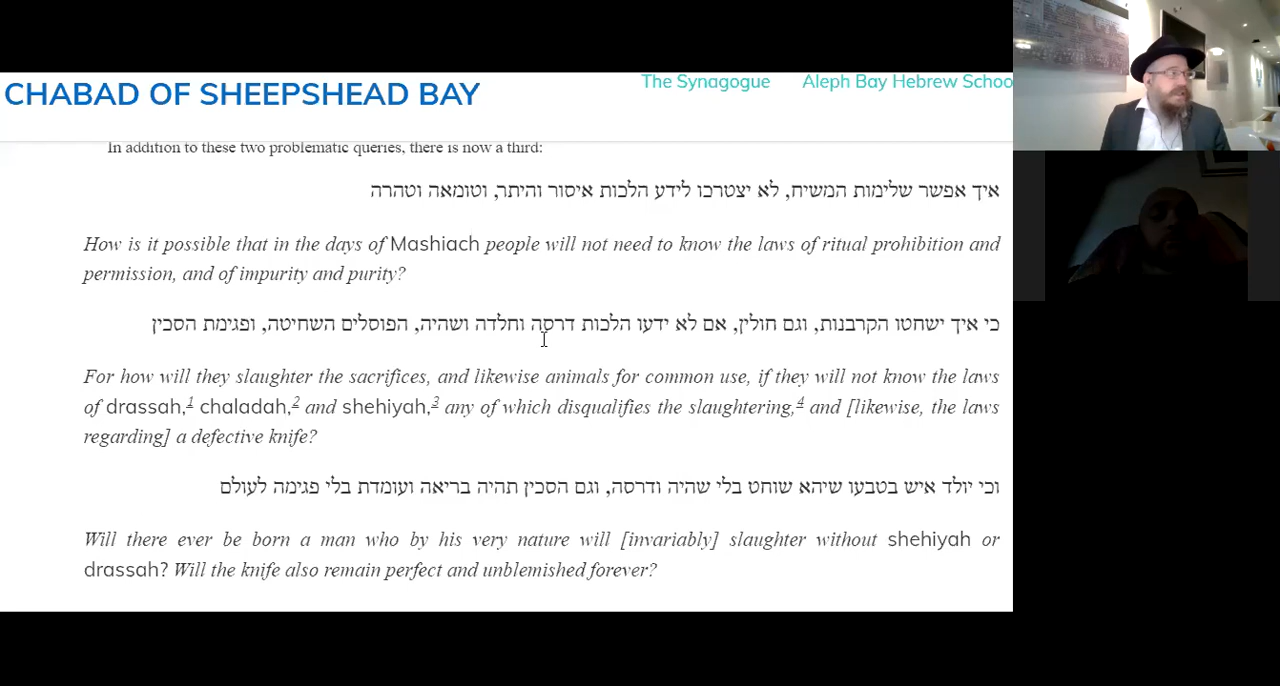 CHABAD OF SHEEPSHEAD BAY
The Synagogue Aleph Bay Hebrew Schoo
In addition to these two problematic queries, there is now a third:
איך אפשר שלימות המשיח, לא יצטרכו לידע הלכות איסור והיתר, וטומאה וטהרה
How is it possible that in the days of Mashiach people will not need to know the laws of ritual prohibition and
permission, and of impurity and purity?
כי איך ישחטו הקרבנות, וגם חולין, אם לא ידעו הלכות דרסה וחלדה ושהיה, הפוסלים השחיטה, ופגימת הסכין
For how will they slaughter the sacrifices, and likewise animals for common use, if they will not know the laws
of drassah,1 chaladah,2 and shehiyah,3 any of which disqualifies the slaughtering,4 and [likewise, the laws
regarding] a defective knife?
וכי יולד איש בטבעו שיהא שוחט בלי שהיה ודרסה, וגם הסכין תהיה בריאה ועומדת בלי פגימה לעולם
Will there ever be born a man who by his very nature will [invariably] slaughter without shehiyah or
drassah? Will the knife also remain perfect and unblemished forever?